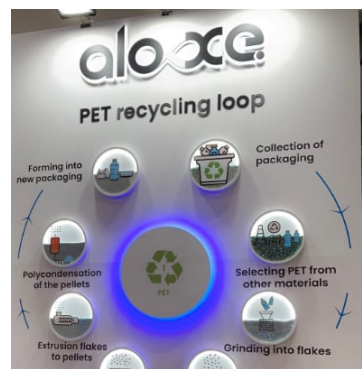 aloxe
PET recycling loop
Collection of
packaging
Forming into
new packaging
Selecting PET from
other materials
Polycondensation
of the pellets
1
PET
Grinding into flakes
Extrusion flakes
to pellets